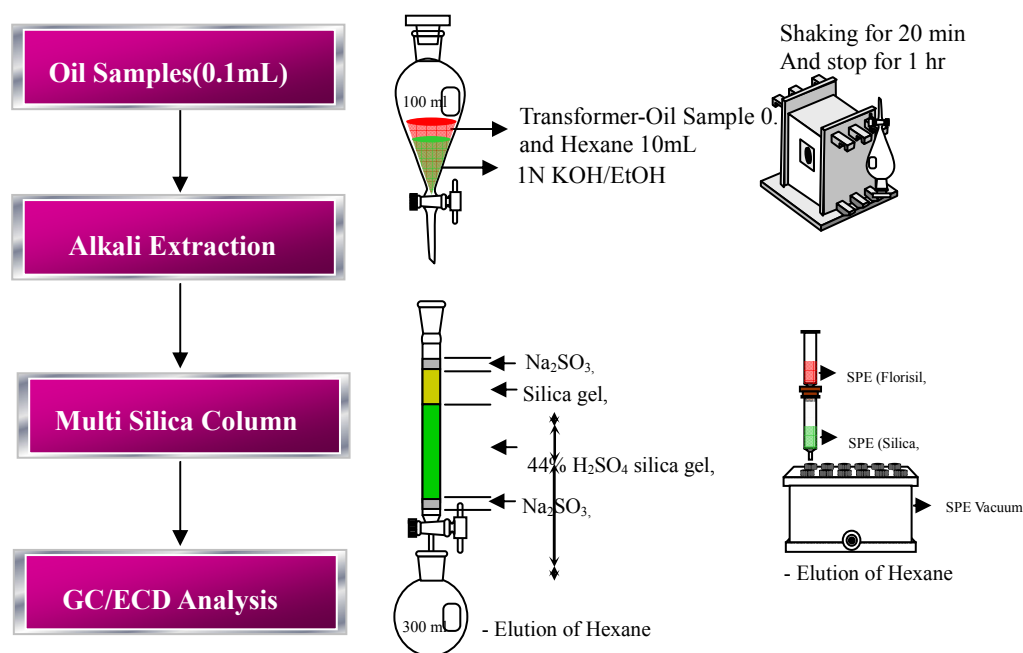 Oil Samples(0.1mL)
Alkali Extraction
Multi Silica Column
GC/ECD Analysis
100 ml
Transformer-Oil Sample 0.
and Hexane 10mL
1N KOH/EtOH
Shaking for 20 min
And stop for 1 hr
Na₂SO₃,
Silica gel,
44% H₂SO₄ silica gel,
Na₂SO₃,
300 ml
- Elution of Hexane
SPE (Florisil,
SPE (Silica,
SPE Vacuum
- Elution of Hexane